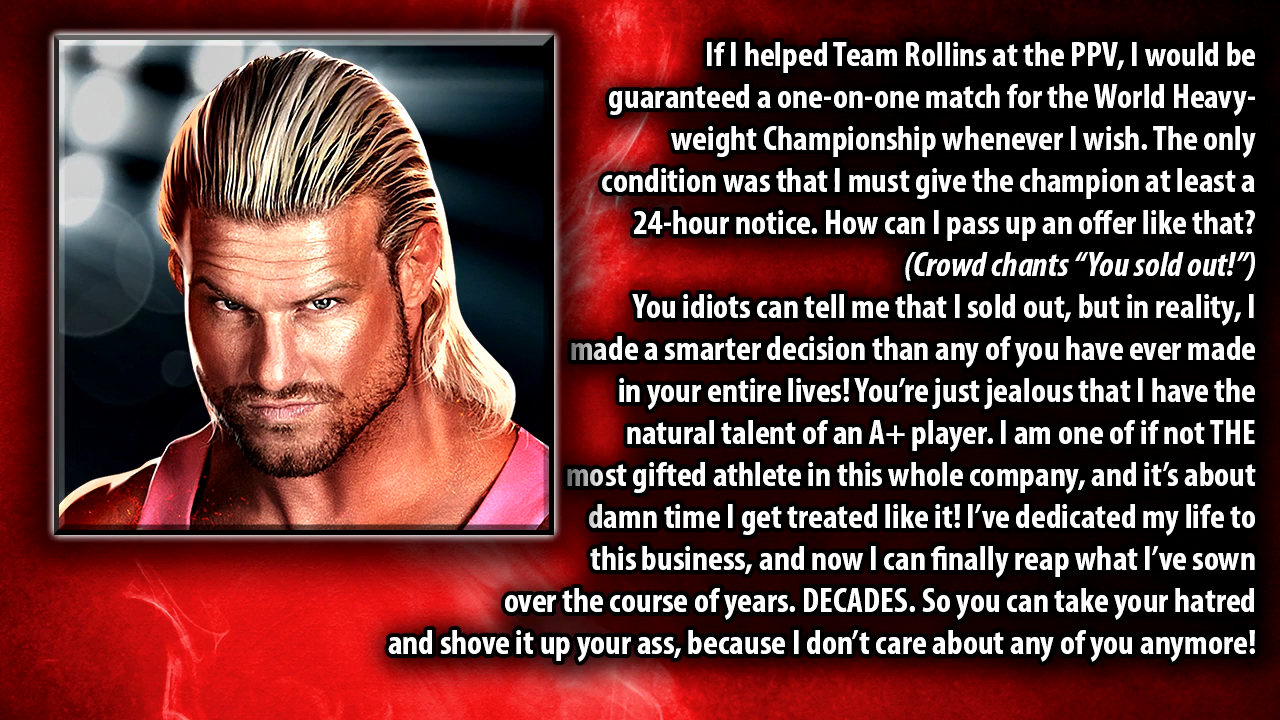 If I helped Team Rollins at the PPV, I would be
guaranteed a one-on-one match for the World Heavy-
weight Championship whenever I wish. The only
condition was that I must give the champion at least a
24-hour notice. How can I pass up an offer like that?
(Crowd chants “You sold out!”)
You idiots can tell me that I sold out, but in reality, I
made a smarter decision than any of you have ever made
in your entire lives! You’re just jealous that I have the
natural talent of an A+ player. I am one of if not THE
most gifted athlete in this whole company, and it’s about
damn time I get treated like it! I’ve dedicated my life to
this business, and now I can finally reap what I’ve sown
over the course of years. DECADES. So you can take your hatred
and shove it up your ass, because I don’t care about any of you anymore!